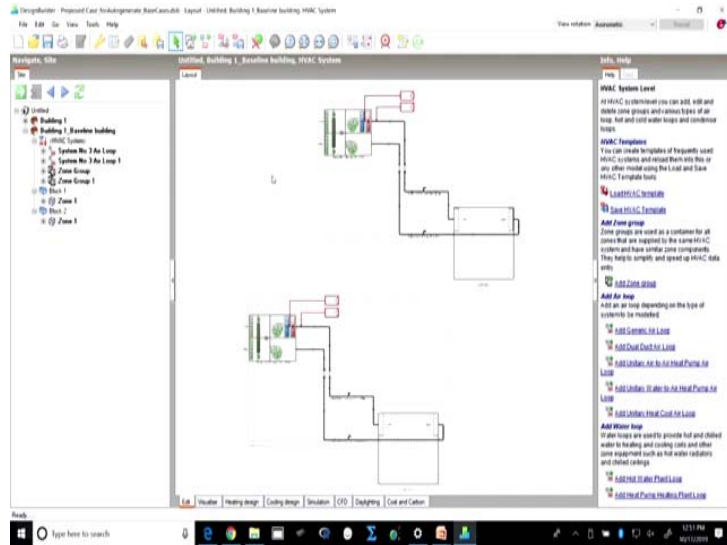 DesignBuilder - Proposed Case_NoAutogenerate_BaseCases.dsb - Layout - Untitled, Building 1_Baseline building, HVAC System
File Edit Go View Tools Help
View rotation Axonometric
Navigate, Site
Untitled, Building 1_Baseline building, HVAC System
Info, Help
Site
Layout
Help
Untitled
Building 1
Building 1_Baseline building
<HVAC System>
System No 3 Air Loop
System No 3 Air Loop 1
Zone Group
Zone Group 1
Block 1
Zone 1
Block 2
Zone 1
HVAC System Level
At HVAC system level you can add, edit and
delete zone groups and various types of air
loop, hot and cold water loops and condenser
loops.
HVAC Templates
You can create templates of frequently used
HVAC systems and reload them into this or
any other model using the Load and Save
HVAC Template tools.
Load HVAC template
Save HVAC Template
Add Zone group
Zone groups are used as a container for all
zones that are supplied by the same HVAC
system and have similar zone components.
They help to simplify and speed up HVAC data
entry
Add Zone group
Add Air loop
Add an air loop depending on the type of
system to be modelled
Add Generic Air Loop
Add Dual Duct Air Loop
Add Unitary Air to Air Heat Pump Air
Loop
Add Unitary Water to Air Heat Pump Air
Loop
Add Unitary Heat Cool Air Loop
Add Water loop
Water loops are used to provide hot and chilled
water to heating and cooling coils and other
zone equipment such as hot water radiators
and chilled ceilings.
Add Hot Water Plant Loop
Add Heat Pump Heating Plant Loop
Edit Visualise Heating design Cooling design Simulation CFD Daylighting Cost and Carbon
Ready
Type here to search
12:51 PM